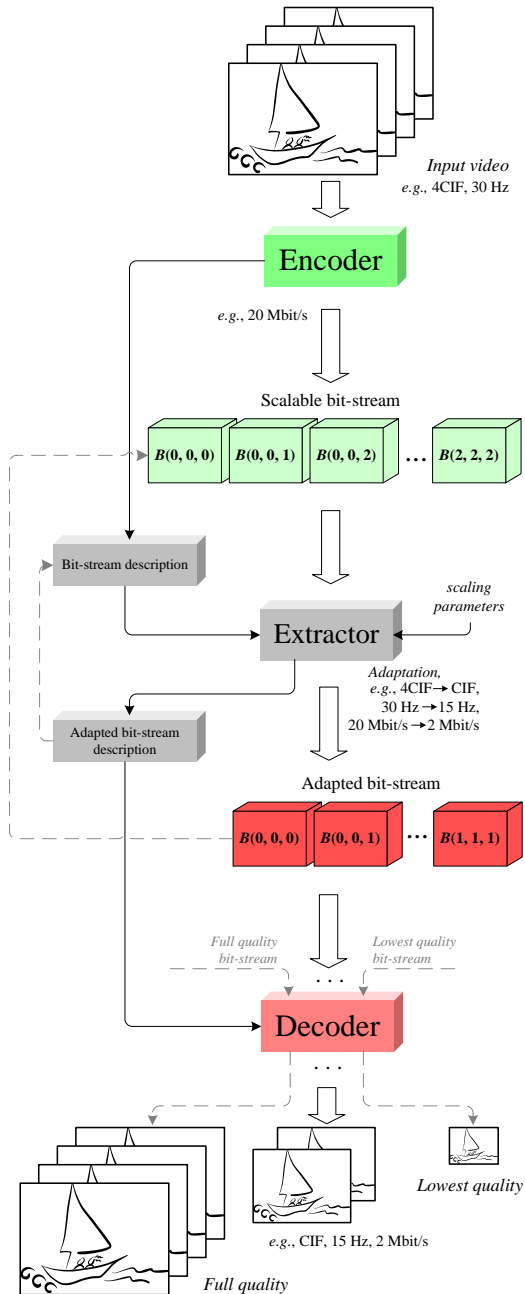 Input video
e.g., 4CIF, 30 Hz
Encoder
e.g., 20 Mbit/s
Scalable bit-stream
B(0, 0, 0) B(0, 0, 1) B(0, 0, 2) ... B(2, 2, 2)
Bit-stream description
scaling
parameters
Extractor
Adaptation,
e.g., 4CIF→CIF,
30 Hz→15 Hz,
20 Mbit/s→2 Mbit/s
Adapted bit-stream
description
Adapted bit-stream
B(0, 0, 0) B(0, 0, 1) ... B(1, 1, 1)
Full quality
bit-stream
Lowest quality
bit-stream
...
Decoder
...
Lowest quality
e.g., CIF, 15 Hz, 2 Mbit/s
Full quality